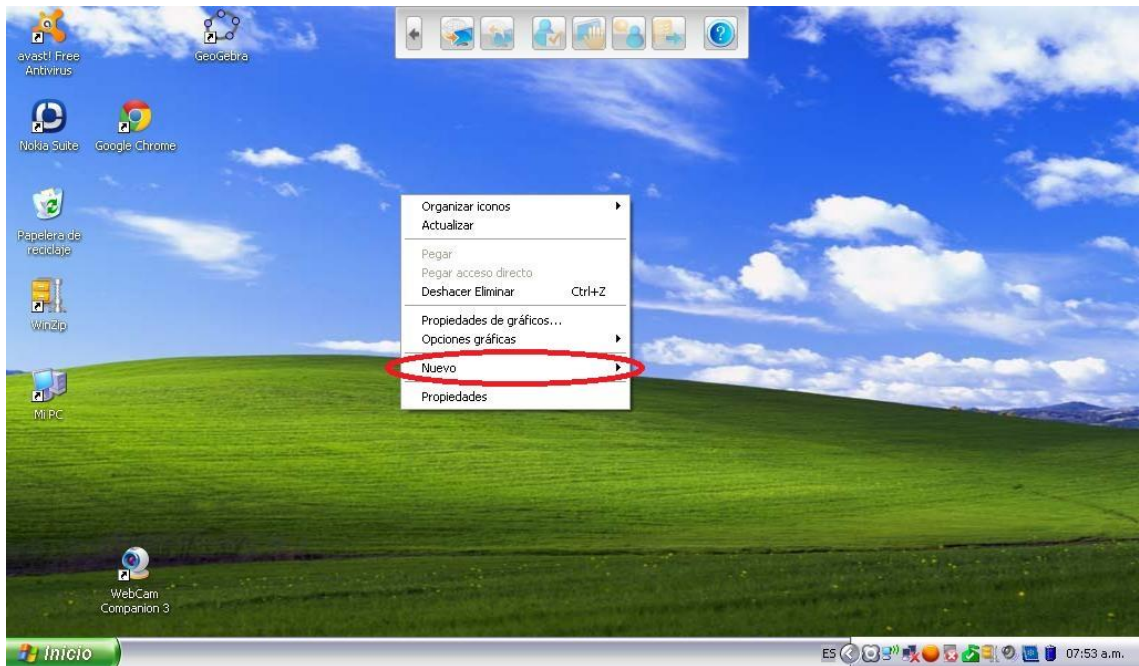 avast! Free
Antivirus
GeoGebra
Nokia Suite
Google Chrome
Papelera de
reciclaje
WinZip
Mi PC
WebCam
Companion 3
Organizar iconos
Actualizar
Pegar
Pegar acceso directo
Deshacer Eliminar Ctrl+Z
Propiedades de gráficos...
Opciones gráficas
Nuevo
Propiedades
Inicio
ES
07:53 a.m.